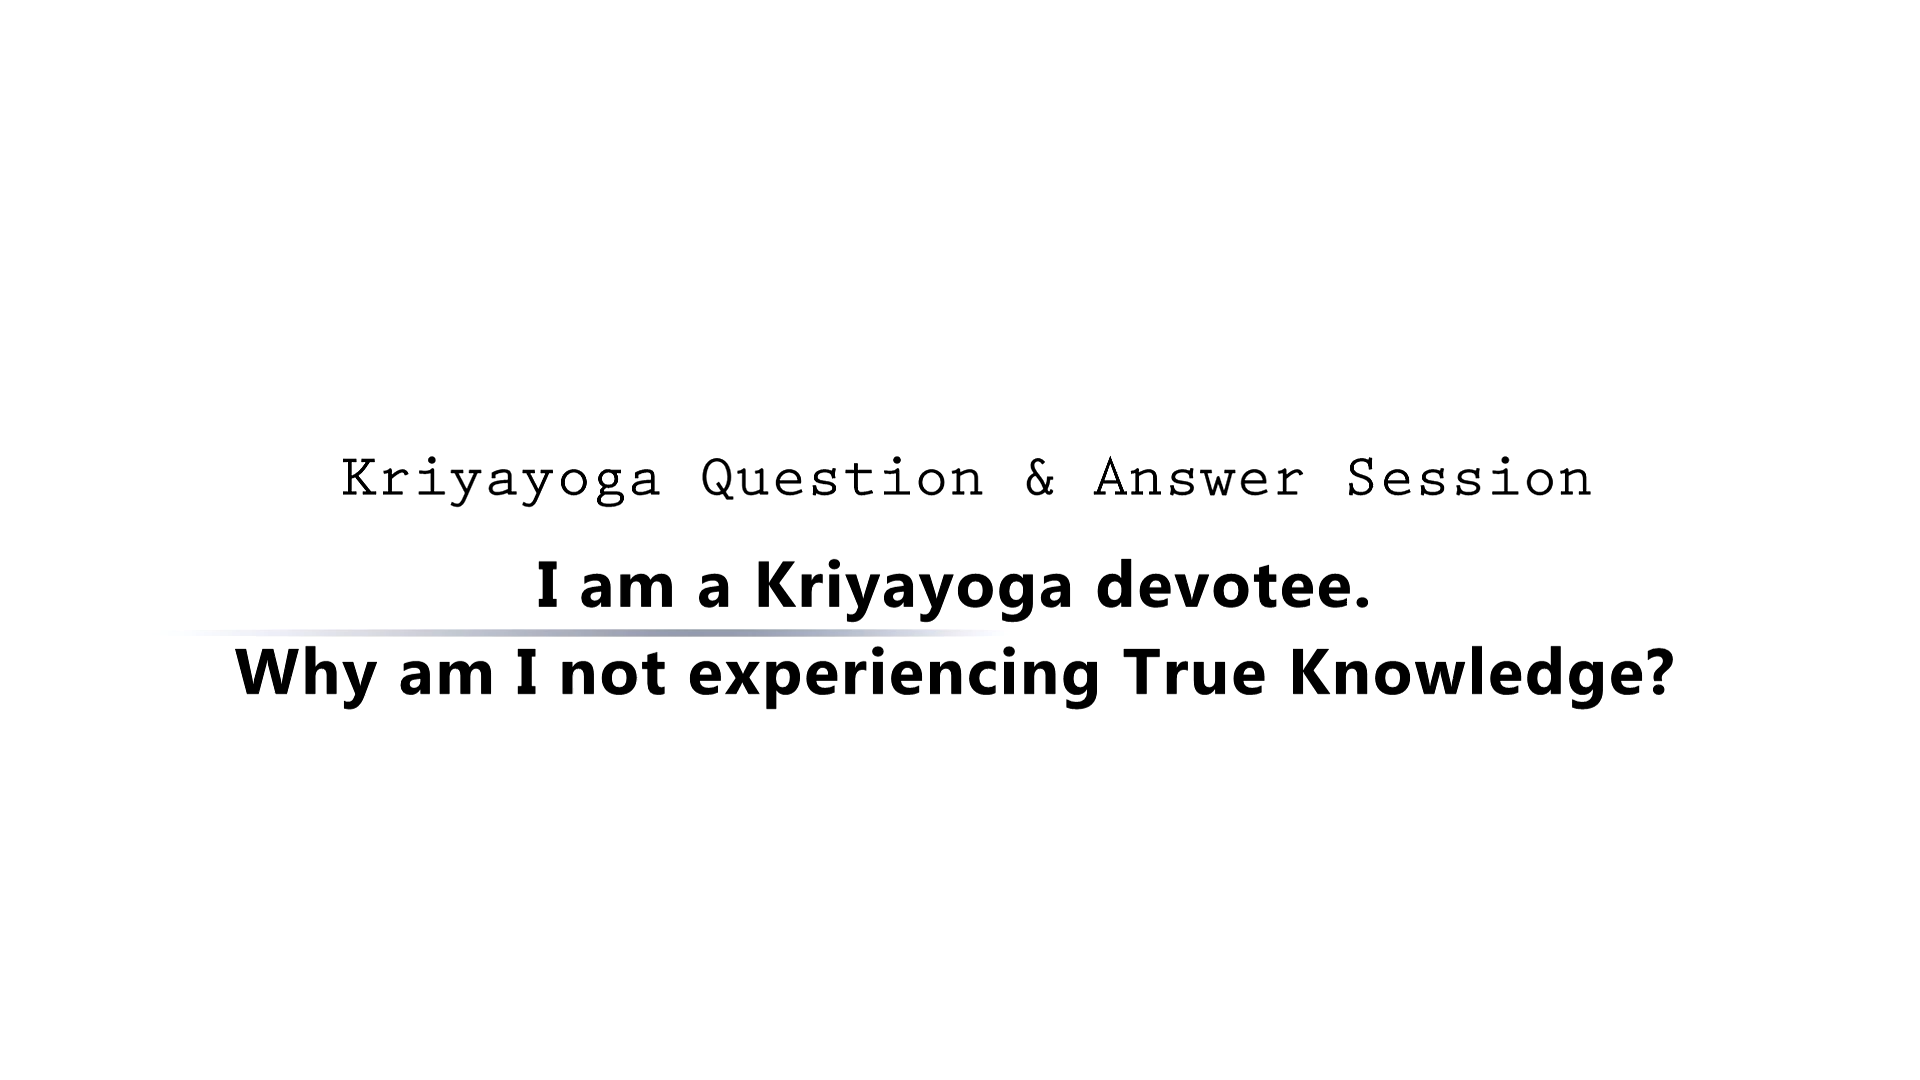 Kriyayoga Question & Answer Session
I am a Kriyayoga devotee.
Why am I not experiencing True Knowledge?